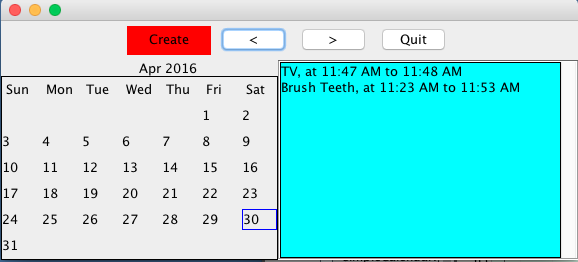 Create < > Quit
Apr 2016
Sun Mon Tue Wed Thu Fri Sat
1 2
3 4 5 6 7 8 9
10 11 12 13 14 15 16
17 18 19 20 21 22 23
24 25 26 27 28 29 30
31
TV, at 11:47 AM to 11:48 AM
Brush Teeth, at 11:23 AM to 11:53 AM